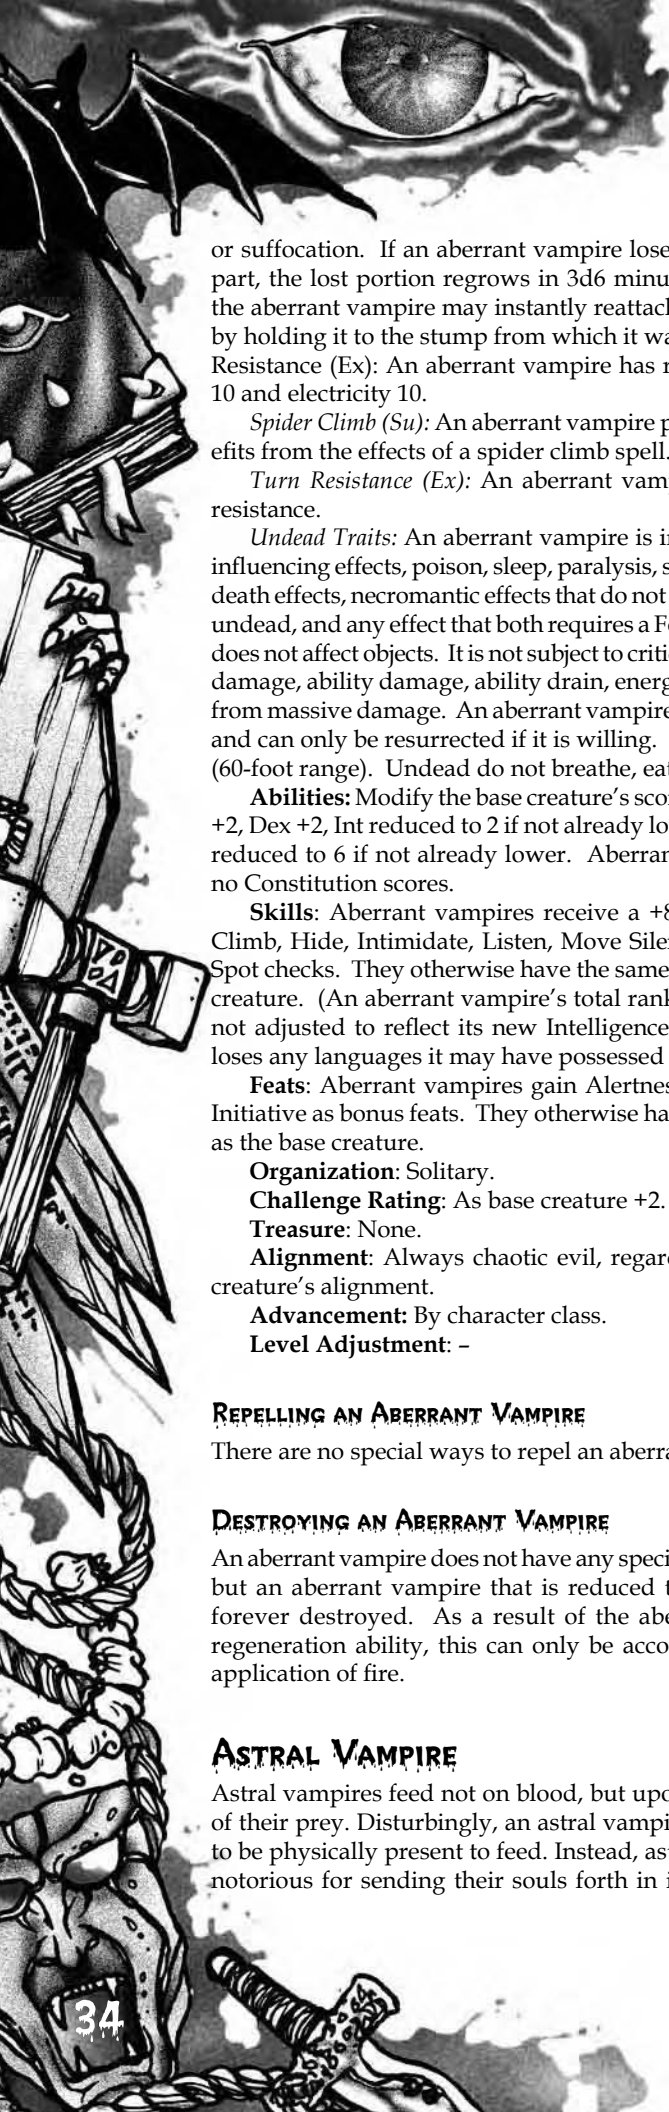 or suffocation. If an aberrant vampire lose
part, the lost portion regrows in 3d6 minu
the aberrant vampire may instantly reattach
by holding it to the stump from which it wa
Resistance (Ex): An aberrant vampire has r
10 and electricity 10.
Spider Climb (Su): An aberrant vampire p
efits from the effects of a spider climb spell.
Turn Resistance (Ex): An aberrant vamp
resistance.
Undead Traits: An aberrant vampire is in
influencing effects, poison, sleep, paralysis, s
death effects, necromantic effects that do not
undead, and any effect that both requires a Fo
does not affect objects. It is not subject to critic
damage, ability damage, ability drain, energ
from massive damage. An aberrant vampire
and can only be resurrected if it is willing.
(60-foot range). Undead do not breathe, eat
Abilities: Modify the base creature's scor
+2, Dex +2, Int reduced to 2 if not already lo
reduced to 6 if not already lower. Aberran
no Constitution scores.
Skills: Aberrant vampires receive a +8
Climb, Hide, Intimidate, Listen, Move Siler
Spot checks. They otherwise have the same
creature. (An aberrant vampire's total rank
not adjusted to reflect its new Intelligence
loses any languages it may have possessed
Feats: Aberrant vampires gain Alertnes
Initiative as bonus feats. They otherwise ha
as the base creature.
Organization: Solitary.
Challenge Rating: As base creature +2.
Treasure: None.
Alignment: Always chaotic evil, regard
creature's alignment.
Advancement: By character class.
Level Adjustment: –
Repelling an Aberrant Vampire
There are no special ways to repel an aberra
Destroying an Aberrant Vampire
An aberrant vampire does not have any speci
but an aberrant vampire that is reduced t
forever destroyed. As a result of the abe
regeneration ability, this can only be acco
application of fire.
Astral Vampire
Astral vampires feed not on blood, but upo
of their prey. Disturbingly, an astral vampi
to be physically present to feed. Instead, as
notorious for sending their souls forth in i
34